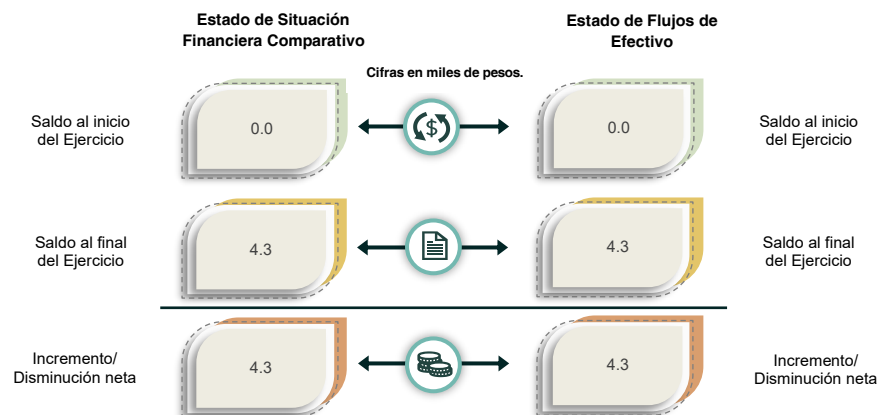 Estado de Situación
Financiera Comparativo
Estado de Flujos de
Efectivo
Cifras en miles de pesos.
Saldo al inicio
del Ejercicio
0.0
$
0.0
Saldo al inicio
del Ejercicio
Saldo al final
del Ejercicio
4.3
4.3
Saldo al final
del Ejercicio
Incremento/
Disminución neta
4.3
4.3
Incremento/
Disminución neta